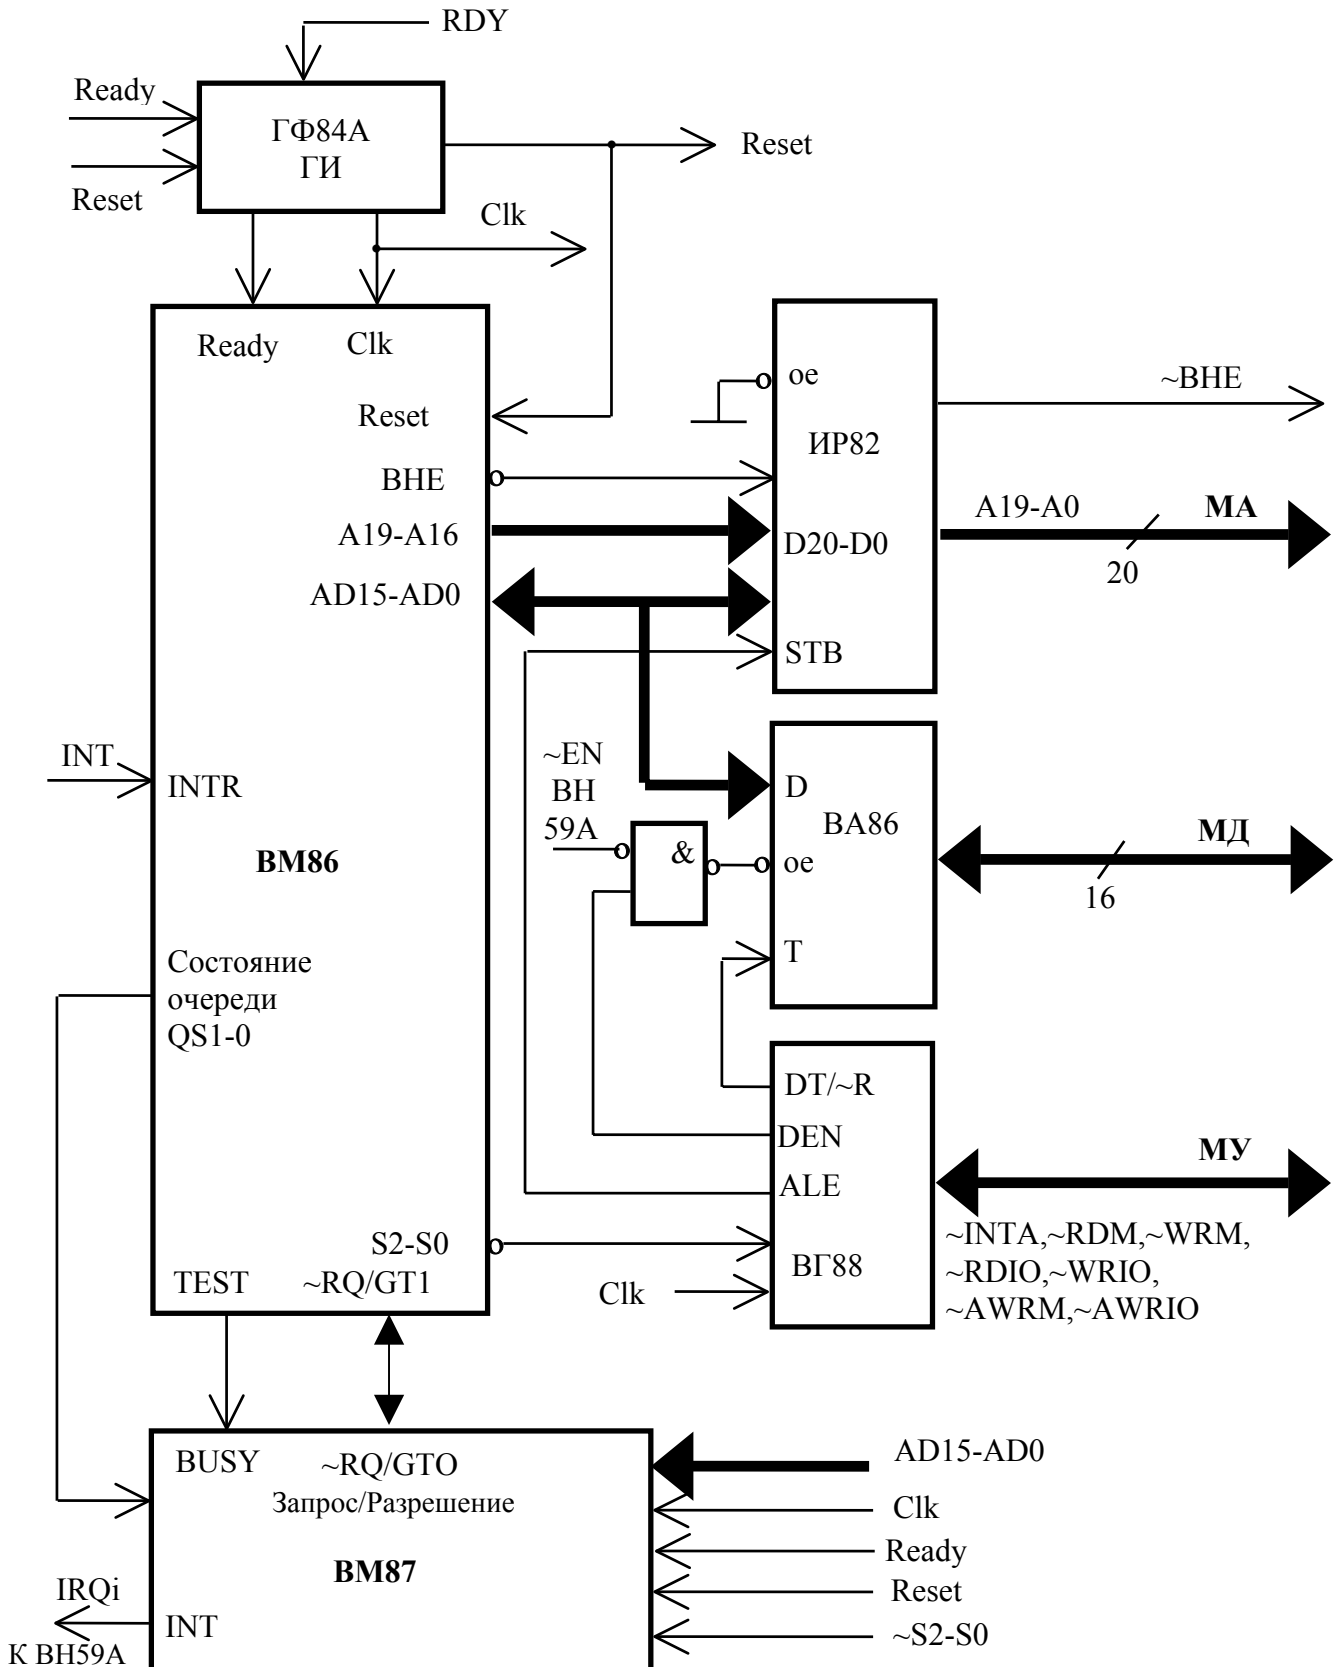 RDY
Ready
ГФ84А
ГИ
Reset
Reset
Clk
Ready
Clk
Reset
BHE
A19-A16
AD15-AD0
INT
INTR
BM86
Состояние
очереди
QS1-0
S2-S0
TEST
~RQ/GT1
oe
ИР82
D20-D0
STB
~BHE
A19-A0
МА
20
~EN
ВН
59А
&
D
ВА86
oe
T
МД
16
DT/~R
DEN
ALE
ВГ88
Clk
МУ
~INTA,~RDM,~WRM,
~RDIO,~WRIO,
~AWRM,~AWRIO
BUSY
~RQ/GTO
Запрос/Разрешение
BM87
IRQi
INT
К ВН59А
AD15-AD0
Clk
Ready
Reset
~S2-S0